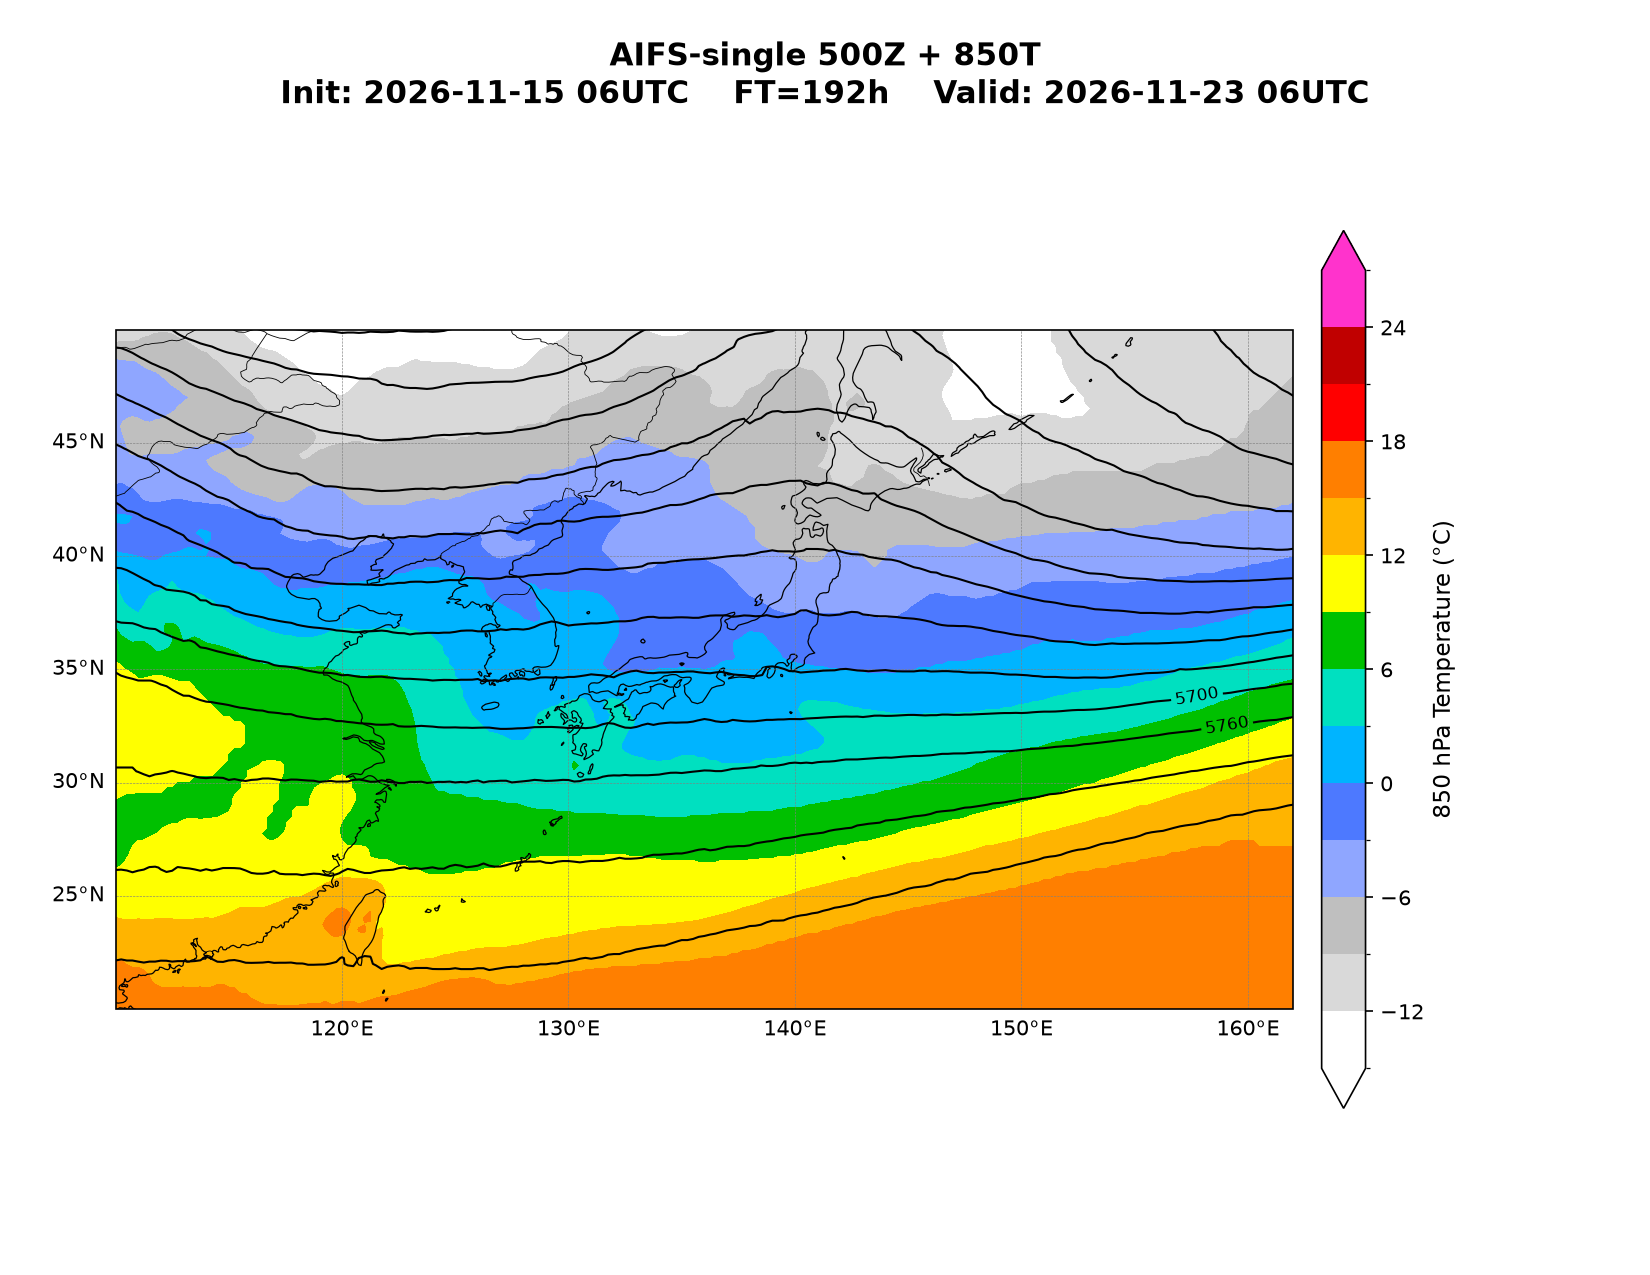 AIFS-single 500Z + 850T
Init: 2026-11-15 06UTC    FT=192h    Valid: 2026-11-23 06UTC
45°N
40°N
35°N
30°N
25°N
120°E
130°E
140°E
150°E
160°E
5700
5760
24
18
12
6
0
−6
−12
850 hPa Temperature (°C)